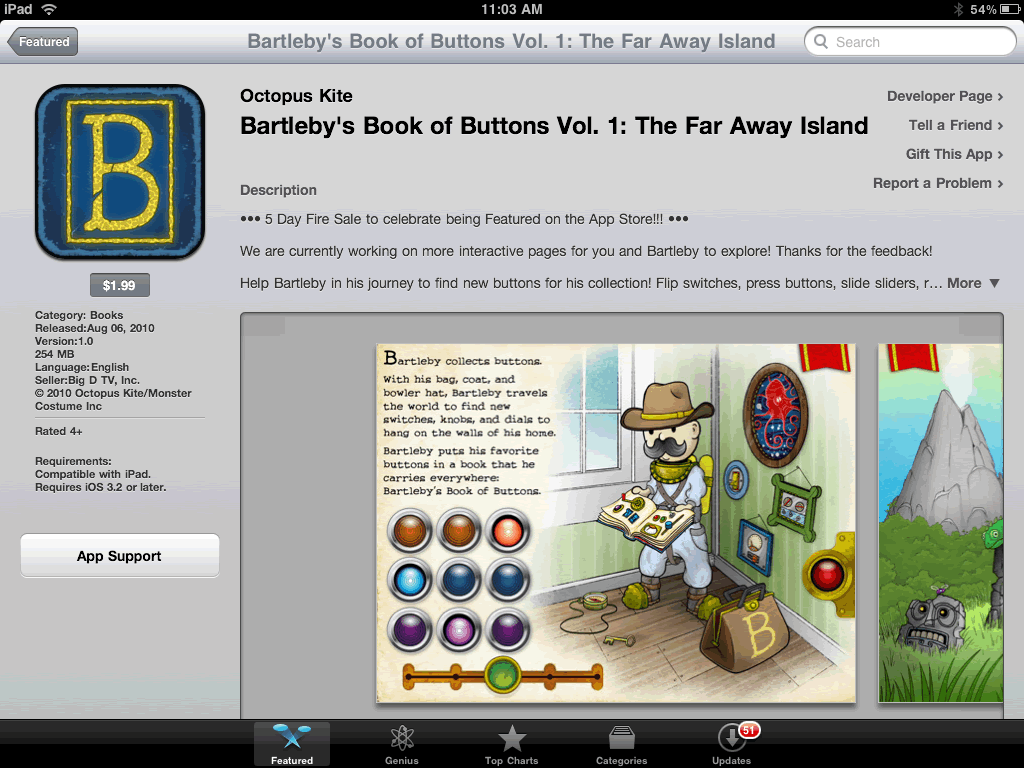 iPad 11:03 AM 54%
Featured Bartleby's Book of Buttons Vol. 1: The Far Away Island Search
B
$1.99
Category: Books
Released:Aug 06, 2010
Version:1.0
254 MB
Language:English
Seller:Big D TV, Inc.
© 2010 Octopus Kite/Monster
Costume Inc
Rated 4+
Requirements:
Compatible with iPad.
Requires iOS 3.2 or later.
App Support
Octopus Kite
Bartleby's Book of Buttons Vol. 1: The Far Away Island
Developer Page ›
Tell a Friend ›
Gift This App ›
Report a Problem ›
Description
••• 5 Day Fire Sale to celebrate being Featured on the App Store!!! •••
We are currently working on more interactive pages for you and Bartleby to explore! Thanks for the feedback!
Help Bartleby in his journey to find new buttons for his collection! Flip switches, press buttons, slide sliders, r... More ▼
Bartleby collects buttons.
With his bag, coat, and
bowler hat, Bartleby travels
the world to find new
switches, knobs, and dials to
hang on the walls of his home.
Bartleby puts his favorite
buttons in a book that he
carries everywhere:
Bartleby's Book of Buttons.
B
Featured Genius Top Charts Categories Updates 51